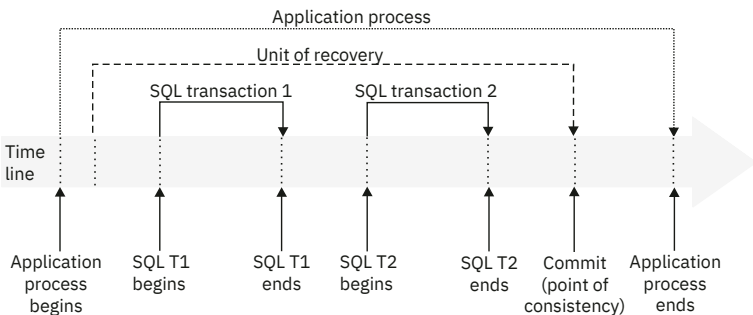 Application process
Unit of recovery
SQL transaction 1
SQL transaction 2
Time
line
Application
process
begins
SQL T1
begins
SQL T1
ends
SQL T2
begins
SQL T2
ends
Commit
(point of
consistency)
Application
process
ends